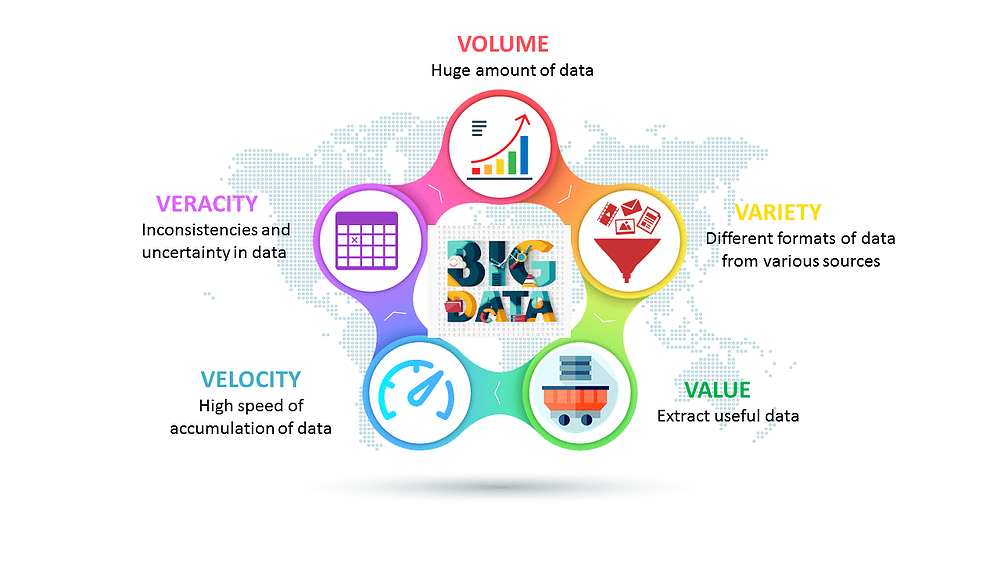 VOLUME
Huge amount of data
VERACITY
Inconsistencies and
uncertainty in data
VARIETY
Different formats of data
from various sources
BIG
DATA
VELOCITY
High speed of
accumulation of data
VALUE
Extract useful data